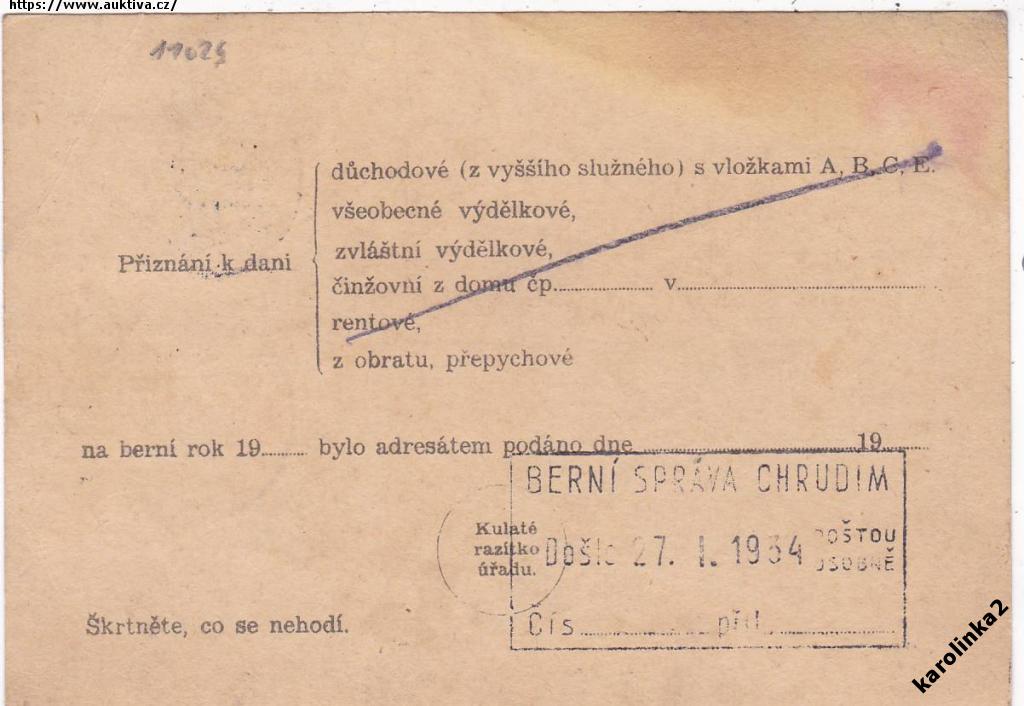 https://www.auktiva.cz/
11024
důchodové (z vyššího služného) s vložkami A, B, C, E.
všeobecné výdělkové,
zvláštní výdělkové,
Přiznání k dani
činžovní z domu čp. v
rentové,
z obratu, přepychové
na berní rok 19 bylo adresátem podáno dne 19
BERNÍ SPRÁVA CHRUDIM
Kulaté
razítko
úřadu.
Došlo 27. I. 1934 POŠTOU
OSOBNĚ
Čís. příl.
Škrtněte, co se nehodí.
karolinka2